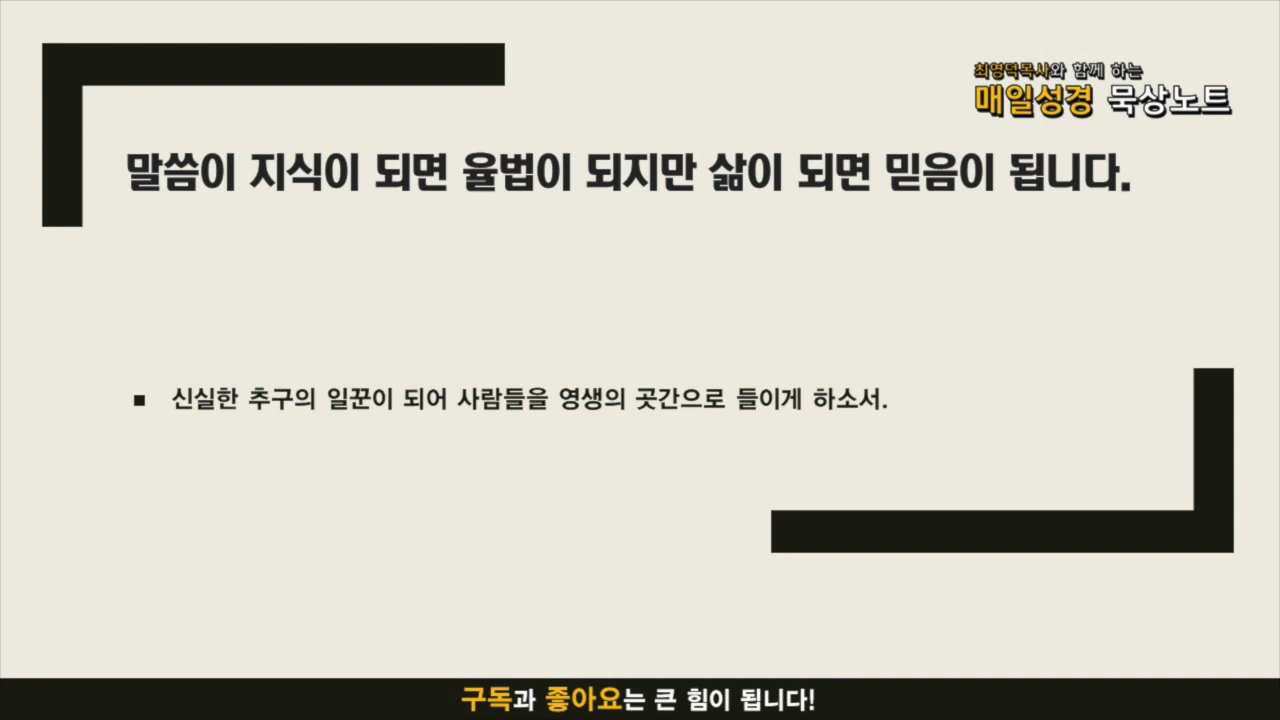 최영덕목사와 함께 하는
매일성경 묵상노트
말씀이 지식이 되면 율법이 되지만 삶이 되면 믿음이 됩니다.
■ 신실한 추구의 일꾼이 되어 사람들을 영생의 곳간으로 들이게 하소서.
구독과 좋아요는 큰 힘이 됩니다!